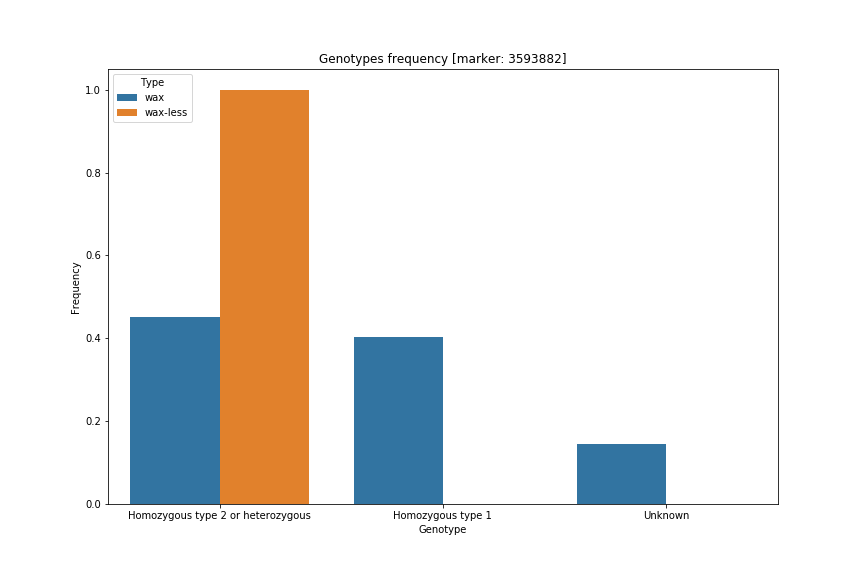 Genotypes frequency [marker: 3593882]
Type
wax
wax-less
1.0
0.8
0.6
0.4
0.2
0.0
Frequency
Homozygous type 2 or heterozygous
Homozygous type 1
Unknown
Genotype